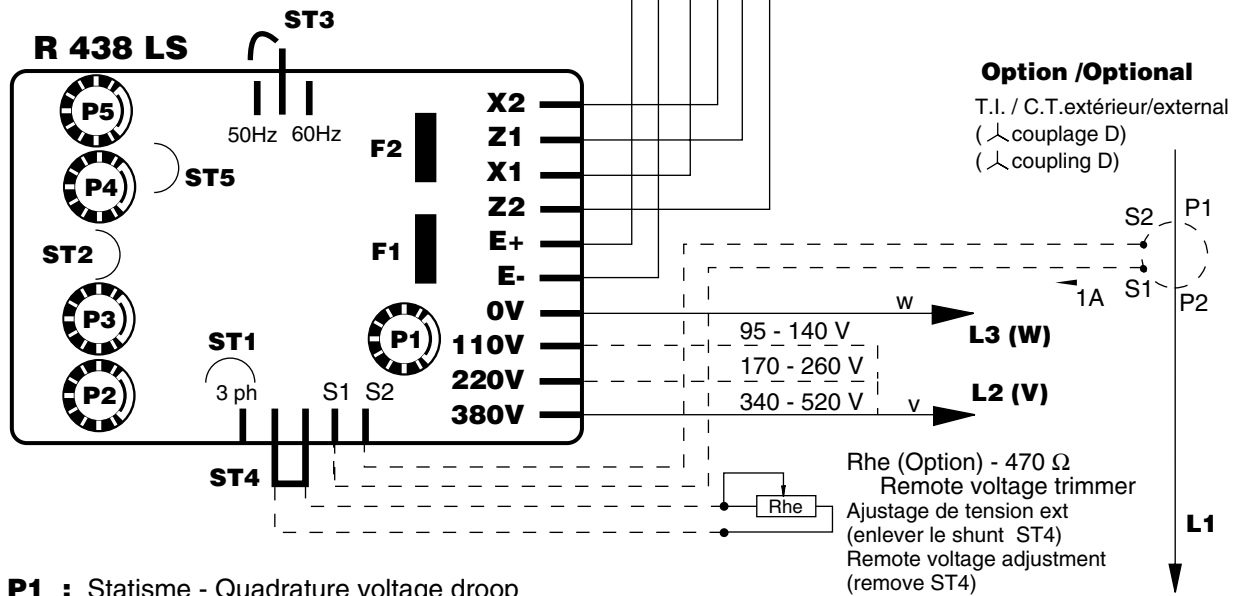 ST3
R 438 LS
P5
50Hz 60Hz
P4
ST5
ST2
P3
ST1
P2
3 ph
S1 S2
ST4
F2
F1
P1
X2
Z1
X1
Z2
E+
E-
0V
110V
220V
380V
w
95 - 140 V
170 - 260 V
340 - 520 V
v
L3 (W)
L2 (V)
Option /Optional
T.I. / C.T.extérieur/external
( couplage D)
( coupling D)
S2
P1
S1
P2
1A
Rhe
Rhe (Option) - 470 Ω
Remote voltage trimmer
Ajustage de tension ext
(enlever le shunt ST4)
Remote voltage adjustment
(remove ST4)
L1
P1 : Statisme - Quadrature voltage droop